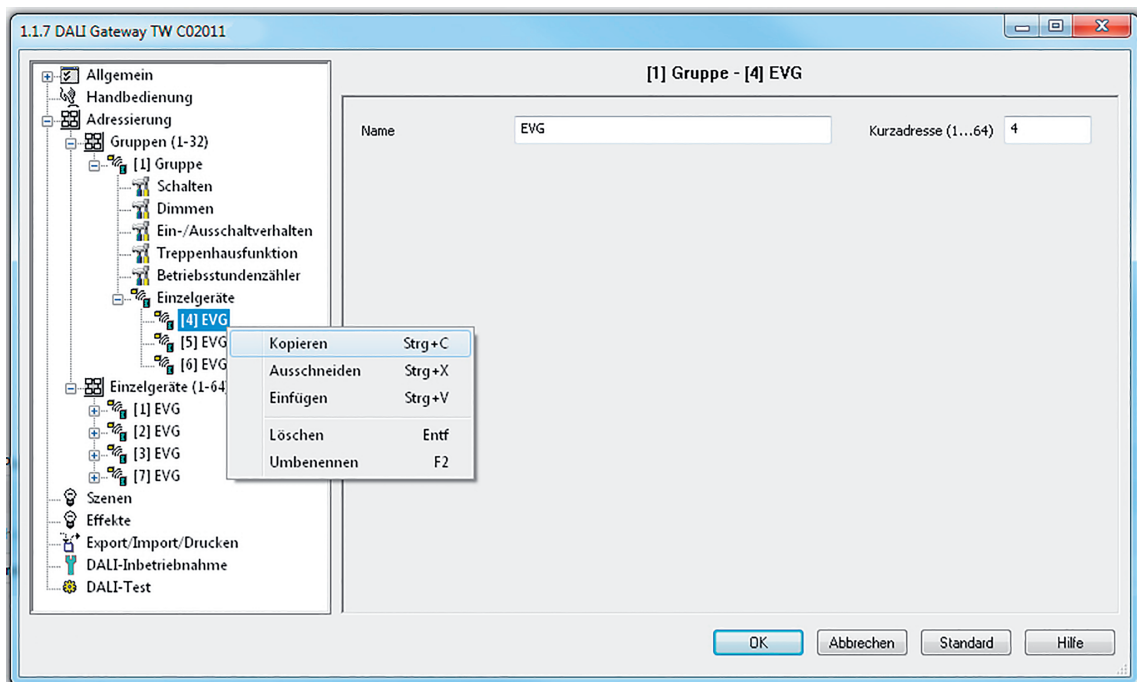 1.1.7 DALI Gateway TW C02011
Allgemein
Handbedienung
Adressierung
Gruppen (1-32)
[1] Gruppe
Schalten
Dimmen
Ein-/Ausschaltverhalten
Treppenhausfunktion
Betriebsstundenzähler
Einzelgeräte
[4] EVG
[5] EVG
[6] EVG
Einzelgeräte (1-64)
[1] EVG
[2] EVG
[3] EVG
[7] EVG
Szenen
Effekte
Export/Import/Drucken
DALI-Inbetriebnahme
DALI-Test
Kopieren Strg+C
Ausschneiden Strg+X
Einfügen Strg+V
Löschen Entf
Umbenennen F2
[1] Gruppe - [4] EVG
Name EVG Kurzadresse (1...64) 4
OK Abbrechen Standard Hilfe